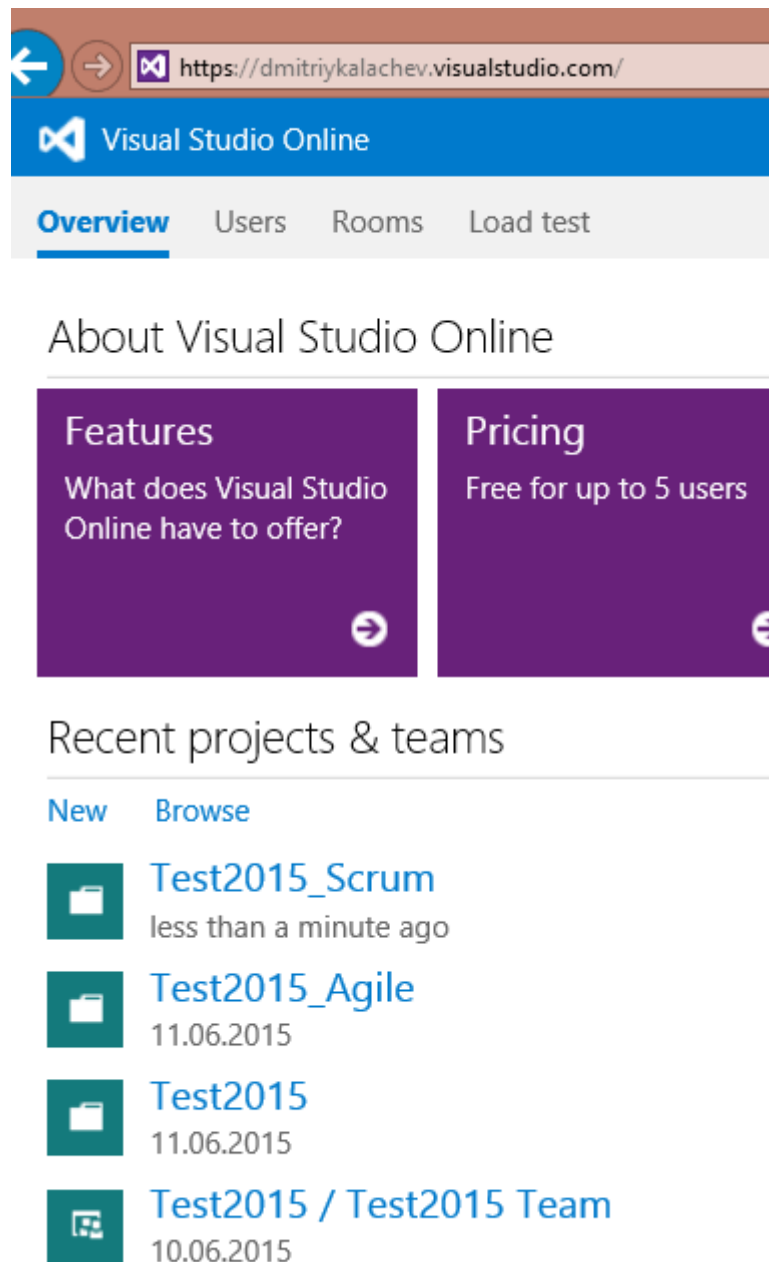 https://dmitriykalachev.visualstudio.com/
Visual Studio Online
Overview Users Rooms Load test
About Visual Studio Online
Features
What does Visual Studio
Online have to offer?
Pricing
Free for up to 5 users
Recent projects & teams
New Browse
Test2015_Scrum
less than a minute ago
Test2015_Agile
11.06.2015
Test2015
11.06.2015
Test2015 / Test2015 Team
10.06.2015